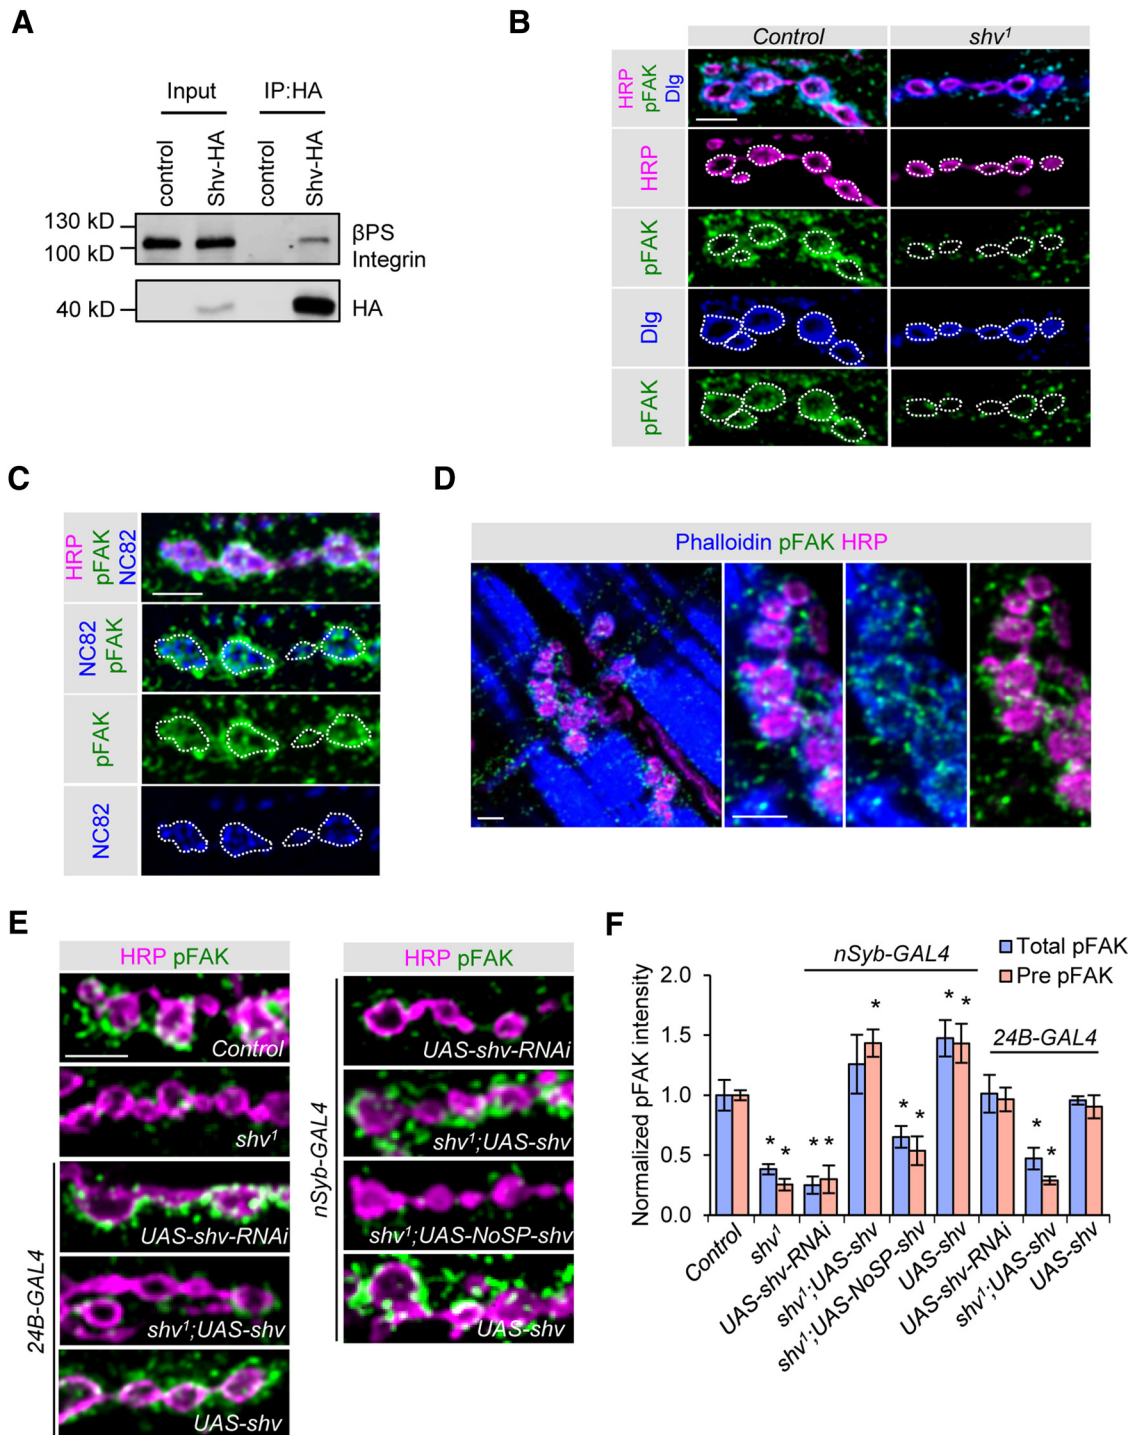 A
Input
IP:HA
control
Shv-HA
control
Shv-HA
130 kD
100 kD
βPS
Integrin
40 kD
HA
B
Control
shv1
HRP
pFAK
Dlg
HRP
pFAK
Dlg
pFAK
C
HRP
pFAK
NC82
NC82
pFAK
pFAK
NC82
D
Phalloidin pFAK HRP
E
HRP pFAK
Control
shv1
24B-GAL4
UAS-shv-RNAi
shv1;UAS-shv
UAS-shv
HRP pFAK
nSyb-GAL4
UAS-shv-RNAi
shv1;UAS-shv
shv1;UAS-NoSP-shv
UAS-shv
F
Total pFAK
Pre pFAK
nSyb-GAL4
24B-GAL4
Normalized pFAK intensity
2.0
1.5
1.0
0.5
0.0
* * * * * * * * * * * *
Control
shv1
UAS-shv-RNAi
shv1;UAS-shv
shv1;UAS-NoSP-shv
UAS-shv
UAS-shv-RNAi
shv1;UAS-shv
UAS-shv